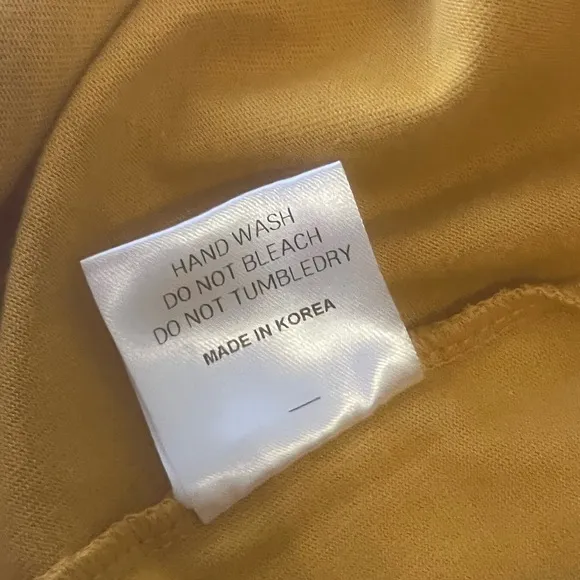 HAND WASH
DO NOT BLEACH
DO NOT TUMBLEDRY
MADE IN KOREA